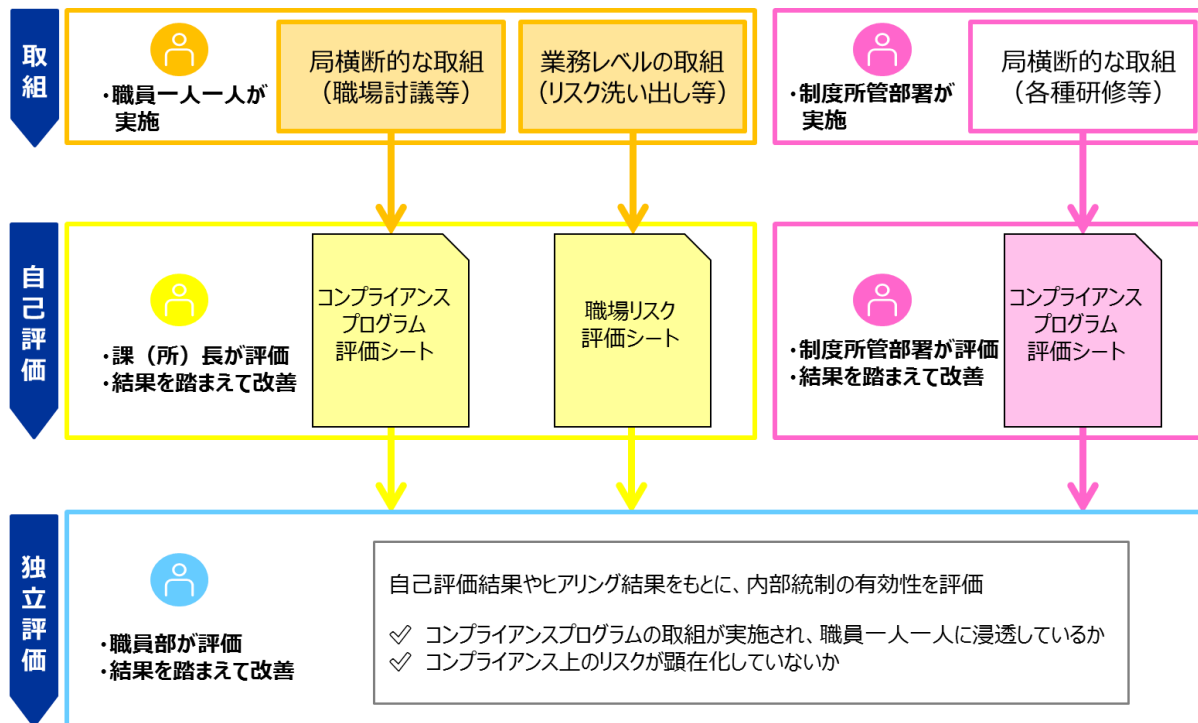 取組
・職員一人一人が
実施
局横断的な取組
（職場討議等）
業務レベルの取組
（リスク洗い出し等）
・制度所管部署が
実施
局横断的な取組
（各種研修等）
自己評価
・課（所）長が評価
・結果を踏まえて改善
コンプライアンス
プログラム
評価シート
職場リスク
評価シート
・制度所管部署が評価
・結果を踏まえて改善
コンプライアンス
プログラム
評価シート
独立評価
・職員部が評価
・結果を踏まえて改善
自己評価結果やヒアリング結果をもとに、内部統制の有効性を評価
✓ コンプライアンスプログラムの取組が実施され、職員一人一人に浸透しているか
✓ コンプライアンス上のリスクが顕在化していないか